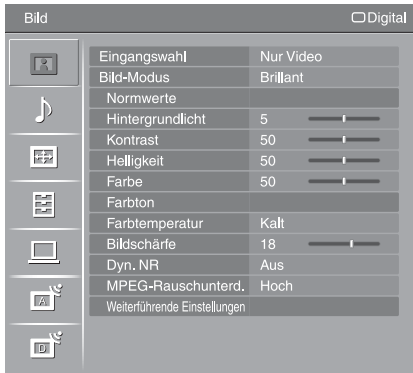 Bild Digital
Eingangswahl Nur Video
Bild-Modus Brillant
Normwerte
Hintergrundlicht 5
Kontrast 50
Helligkeit 50
Farbe 50
Farbton
Farbtemperatur Kalt
Bildschärfe 18
Dyn. NR Aus
MPEG-Rauschunterd. Hoch
Weiterführende Einstellungen
A
D